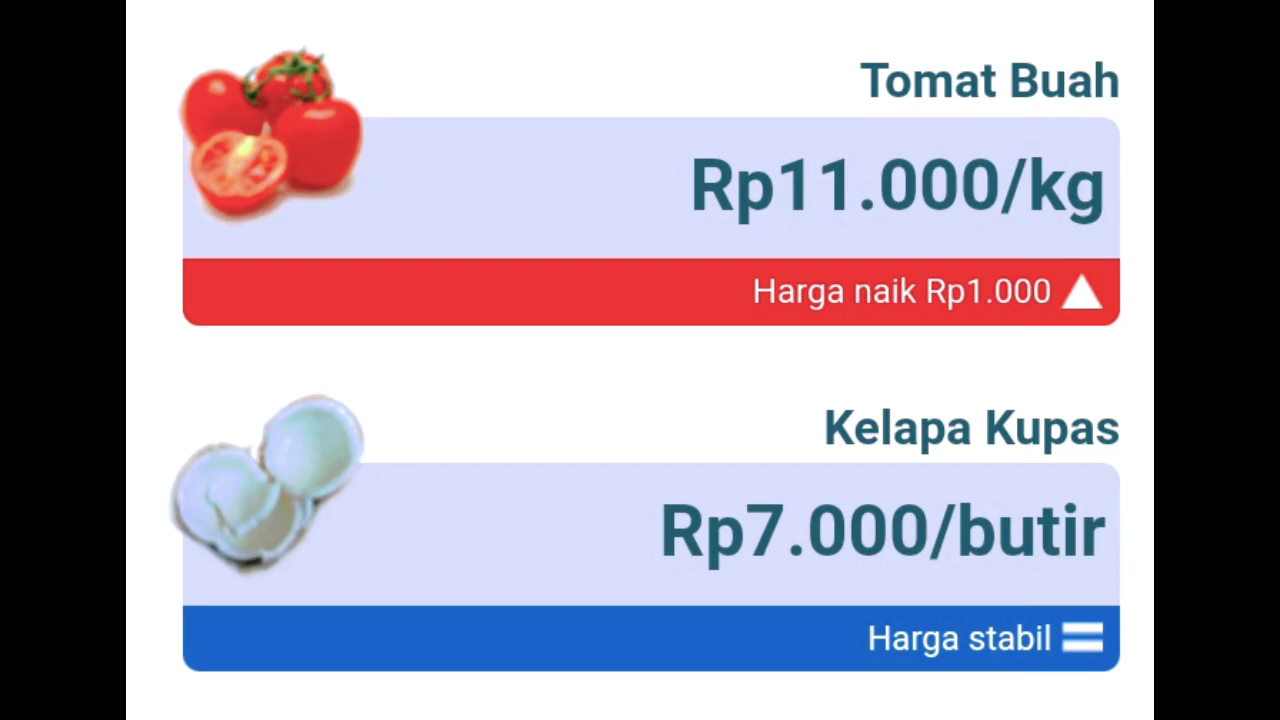 Tomat Buah
Rp11.000/kg
Harga naik Rp1.000
Kelapa Kupas
Rp7.000/butir
Harga stabil